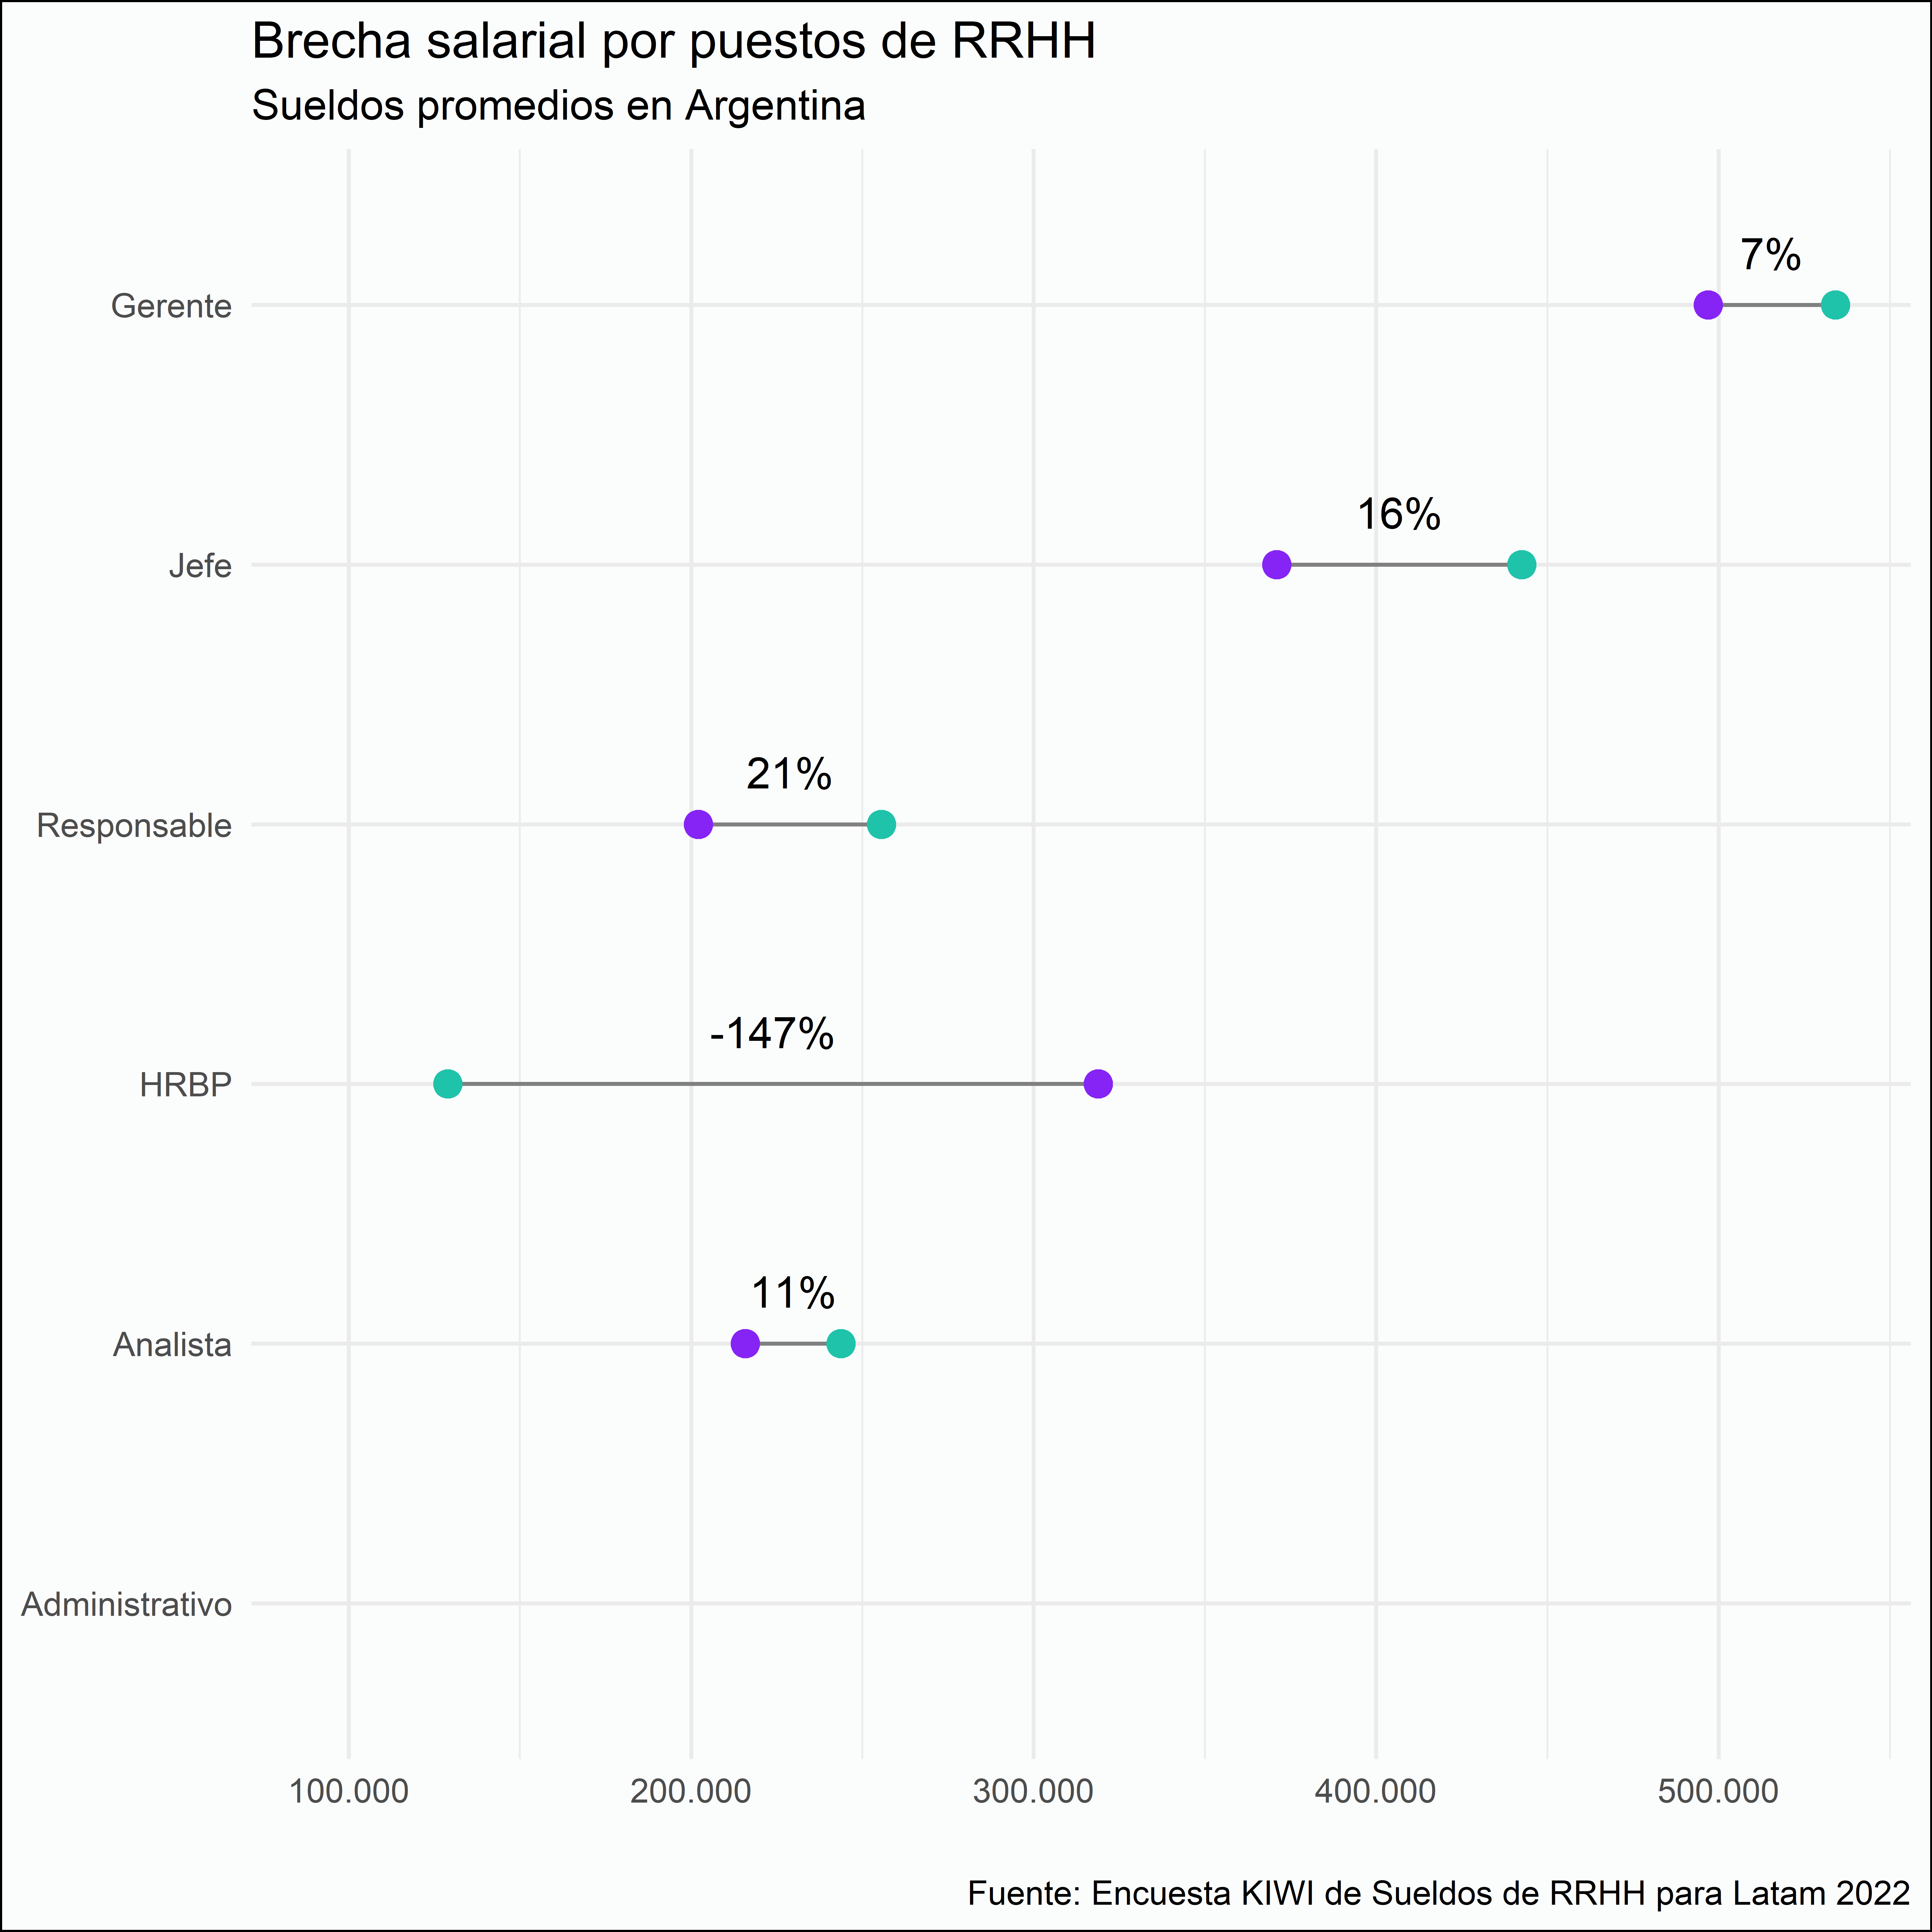 Brecha salarial por puestos de RRHH
Sueldos promedios en Argentina
7%
Gerente
16%
Jefe
21%
Responsable
-147%
HRBP
11%
Analista
Administrativo
100.000 200.000 300.000 400.000 500.000
Fuente: Encuesta KIWI de Sueldos de RRHH para Latam 2022